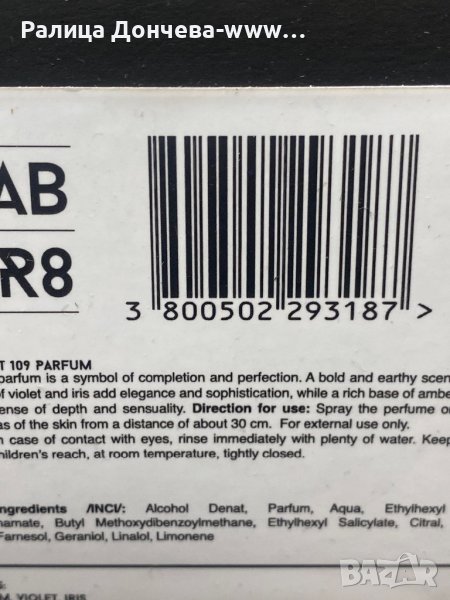 Ралица Дончева-www...
AB
R8
3 800502 293187 >
T 109 PARFUM
parfum is a symbol of completion and perfection. A bold and earthy scen
of violet and iris add elegance and sophistication, while a rich base of ambe
ense of depth and sensuality. Direction for use: Spray the perfume on
as of the skin from a distance of about 30 cm. For external use only.
n case of contact with eyes, rinse immediately with plenty of water. Keep
hildren's reach, at room temperature, tightly closed.
ngredients /INCI/: Alcohol Denat, Parfum, Aqua, Ethylhexyl
namate, Butyl Methoxydibenzoylmethane, Ethylhexyl Salicylate, Citral,
Farnesol, Geraniol, Linalol, Limonene
M, VIOLET, IRIS
bazar